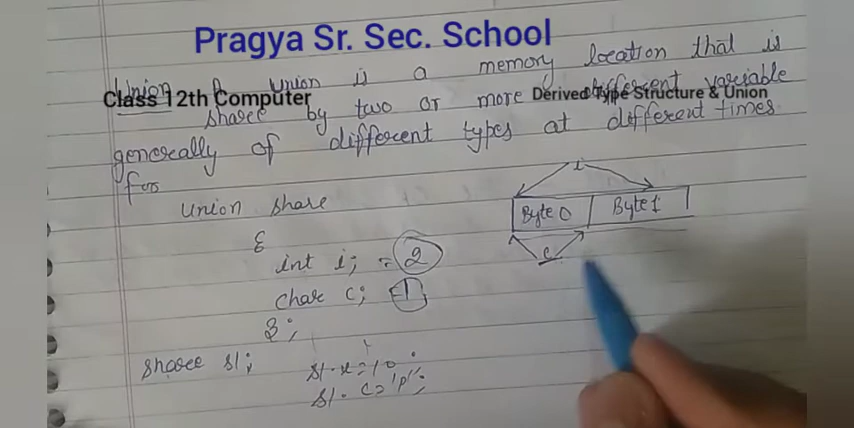 Pragya Sr. Sec. School
Union A union is a memory location that is
Class 12th Computer
Derived Type Structure & Union
share by two or more different variable
generally of different types at different times
for
Union share
{
int i; = 2
char c; = 1
};
share s1;
s1.x = 10;
s1.c = 'p';
i
Byte 0 Byte 1
c